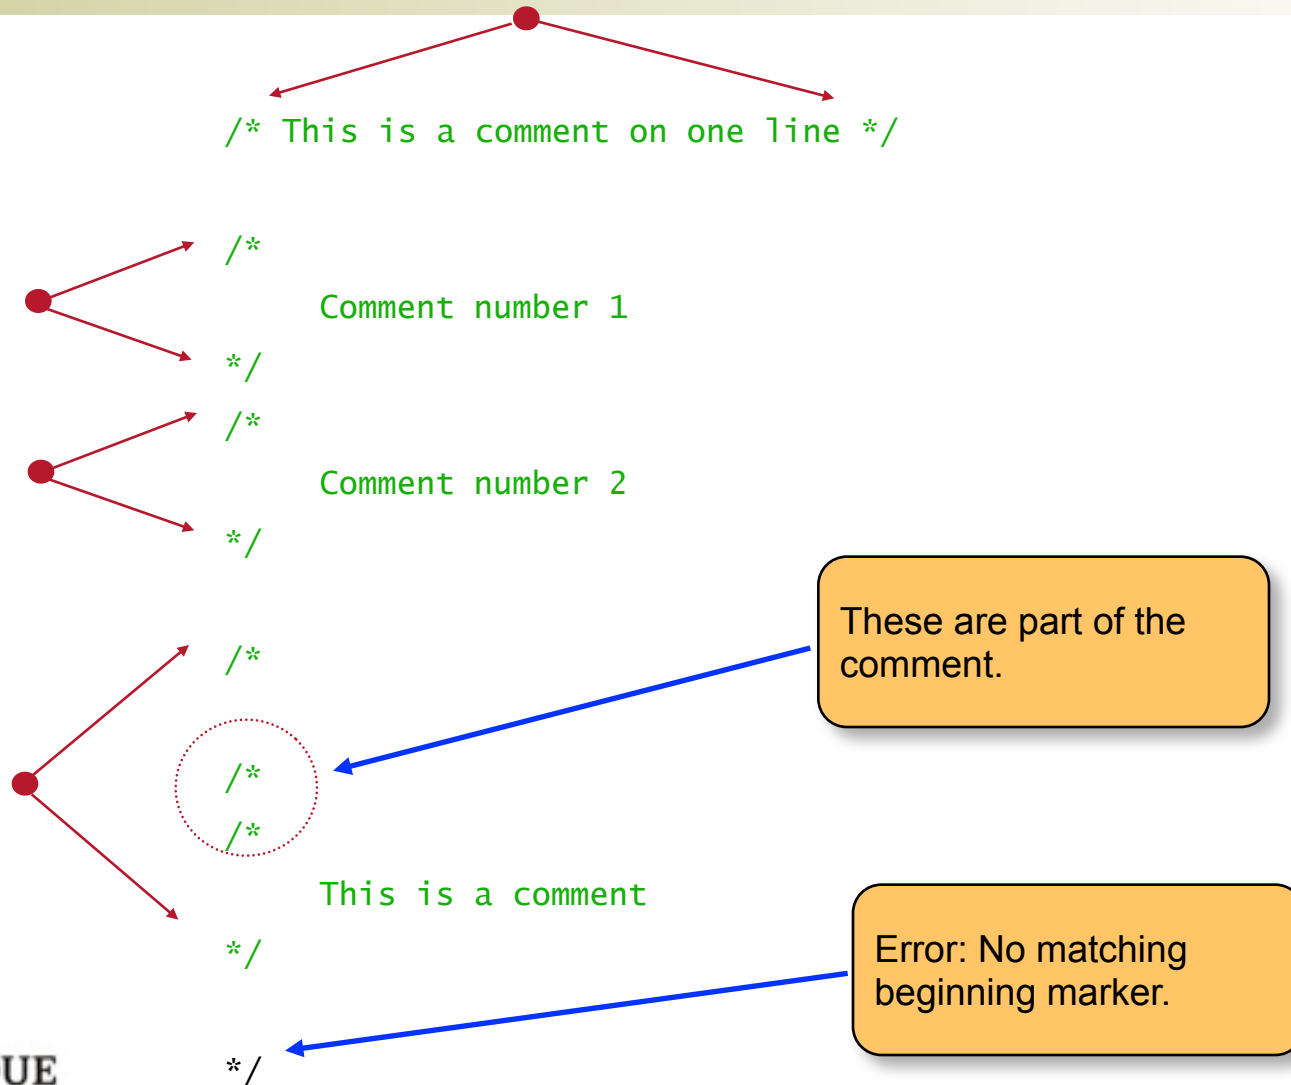 /* This is a comment on one line */
/*
Comment number 1
*/
/*
Comment number 2
*/
/*
These are part of the
comment.
/*
/*
This is a comment
*/
Error: No matching
beginning marker.
*/